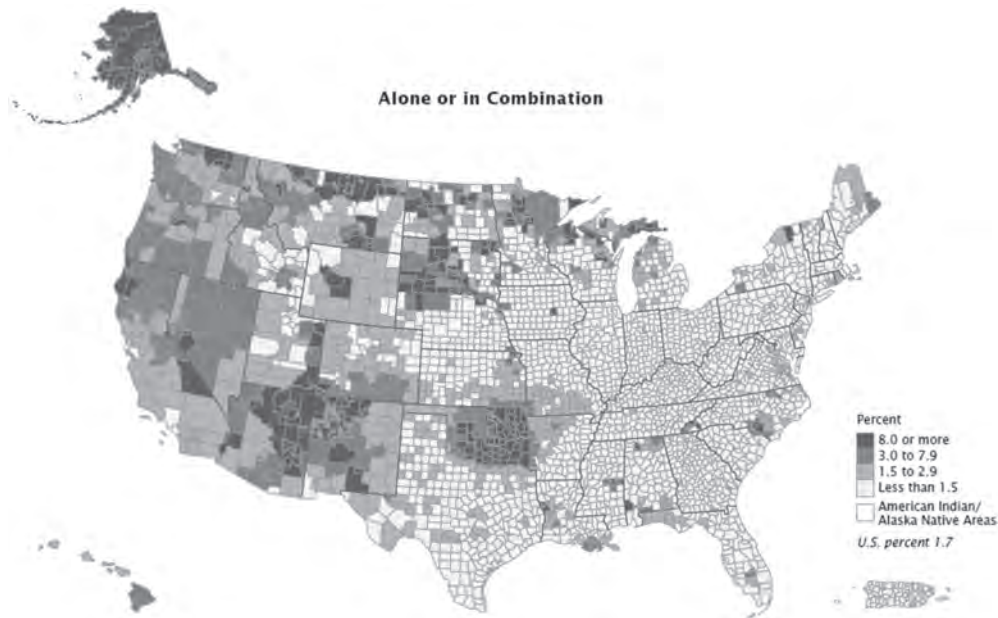 Alone or in Combination
Percent
8.0 or more
3.0 to 7.9
1.5 to 2.9
Less than 1.5
American Indian/
Alaska Native Areas
U.S. percent 1.7